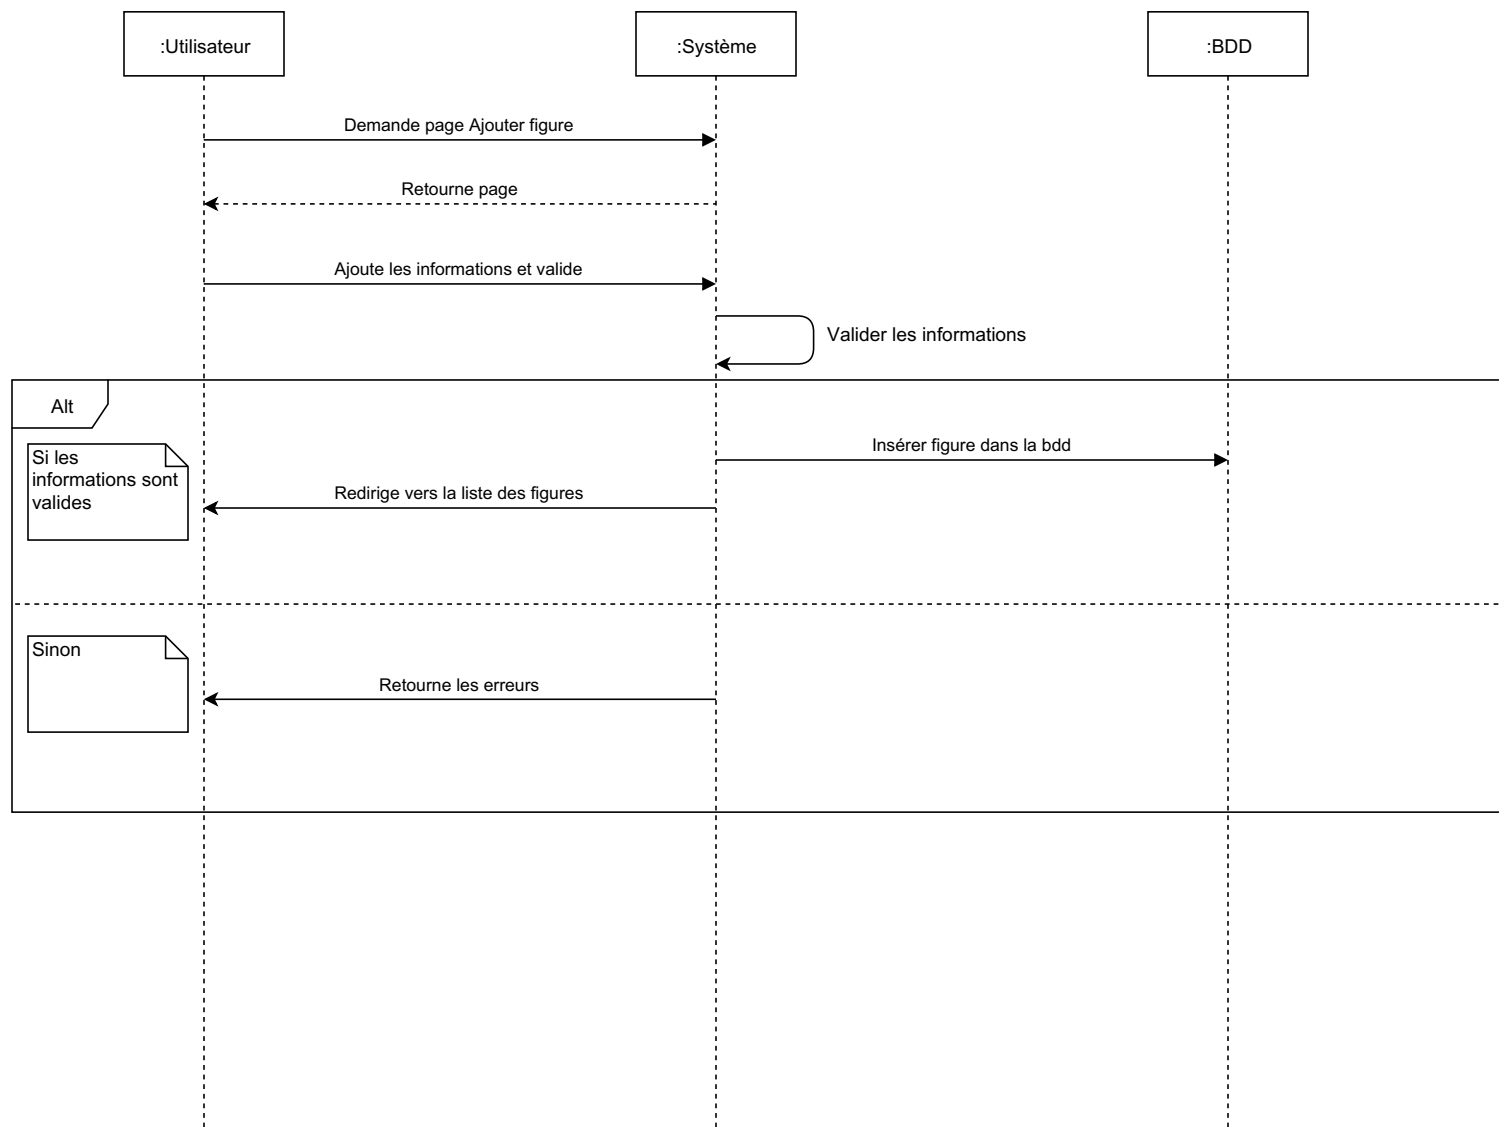 :Utilisateur
:Système
:BDD
Demande page Ajouter figure
Retourne page
Ajoute les informations et valide
Valider les informations
Alt
Si les
informations sont
valides
Insérer figure dans la bdd
Redirige vers la liste des figures
Sinon
Retourne les erreurs